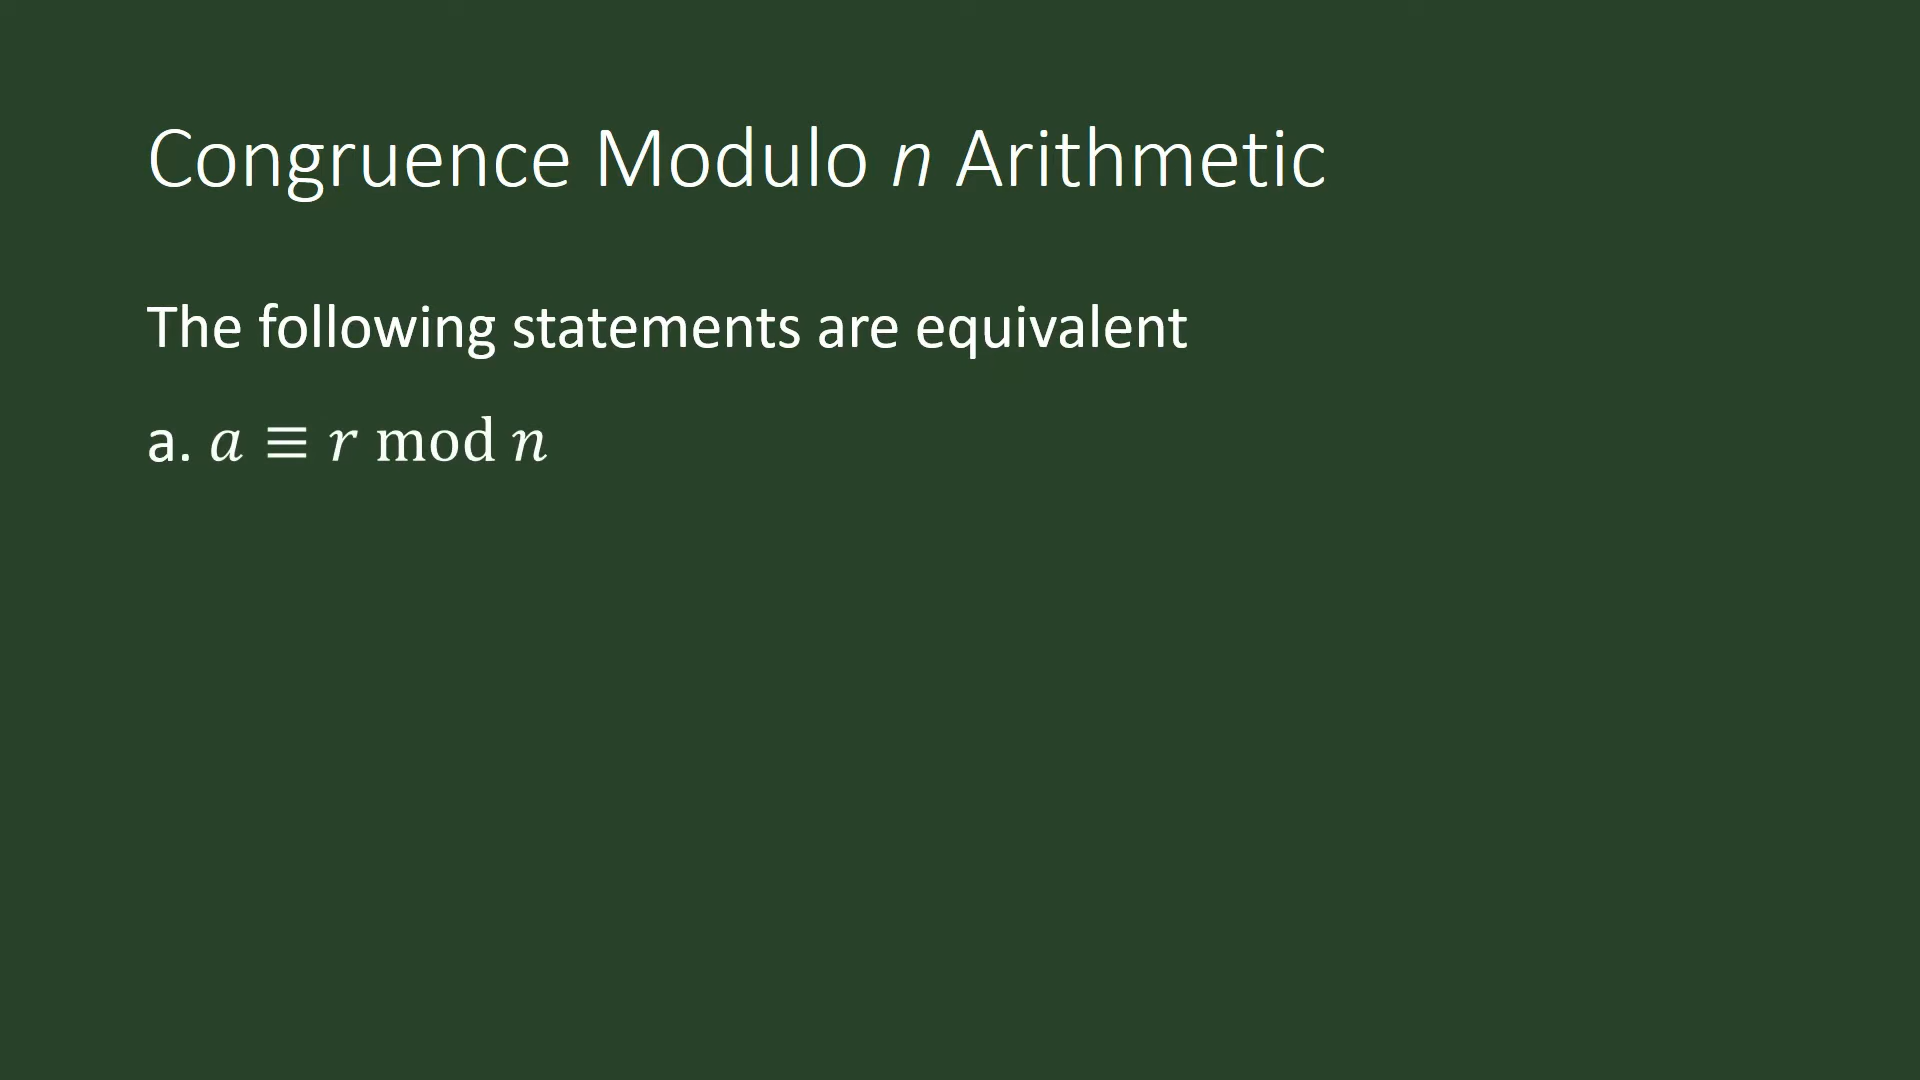 Congruence Modulo n Arithmetic
The following statements are equivalent
a. a ≡ r mod n